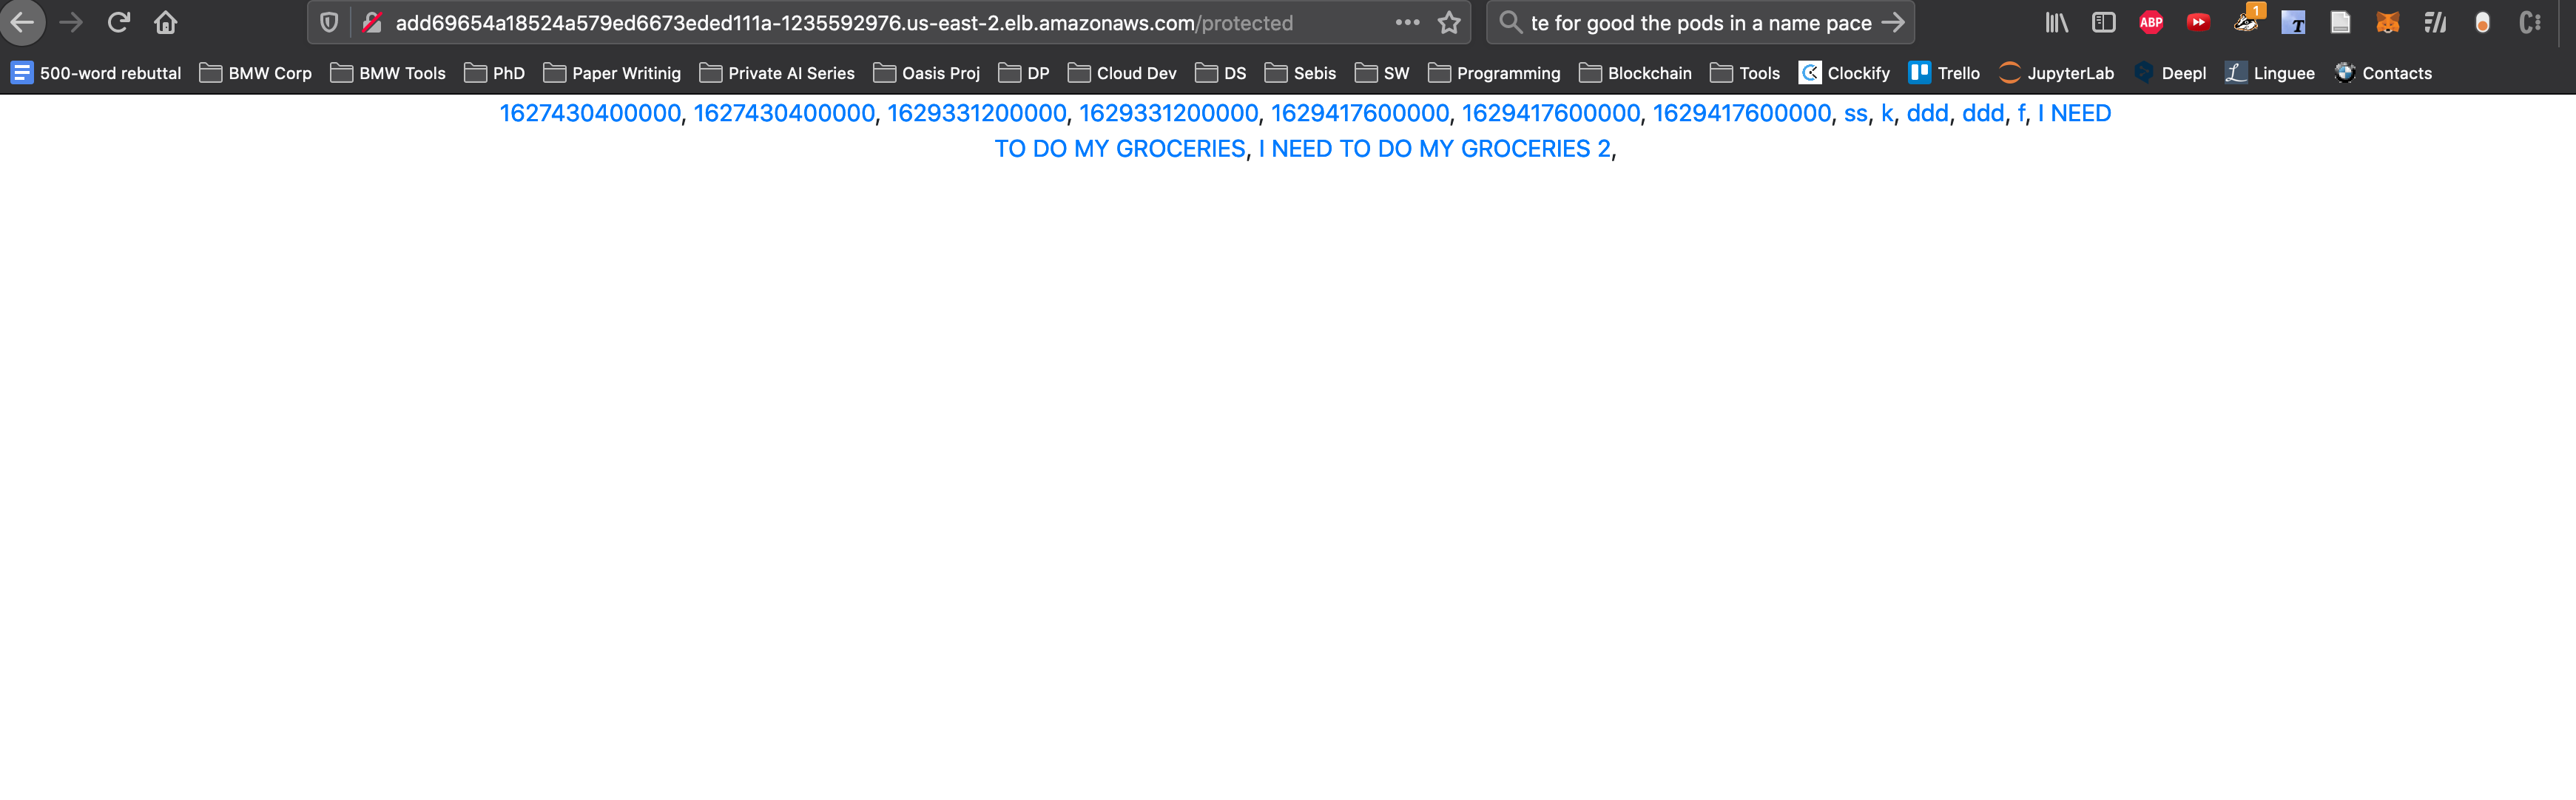 add69654a18524a579ed6673eded111a-1235592976.us-east-2.elb.amazonaws.com/protected te for good the pods in a name pace ABP 1 T
500-word rebuttal BMW Corp BMW Tools PhD Paper Writinig Private AI Series Oasis Proj DP Cloud Dev DS Sebis SW Programming Blockchain Tools Clockify Trello JupyterLab Deepl Linguee Contacts
1627430400000, 1627430400000, 1629331200000, 1629331200000, 1629417600000, 1629417600000, 1629417600000, ss, k, ddd, ddd, f, I NEED
TO DO MY GROCERIES, I NEED TO DO MY GROCERIES 2,